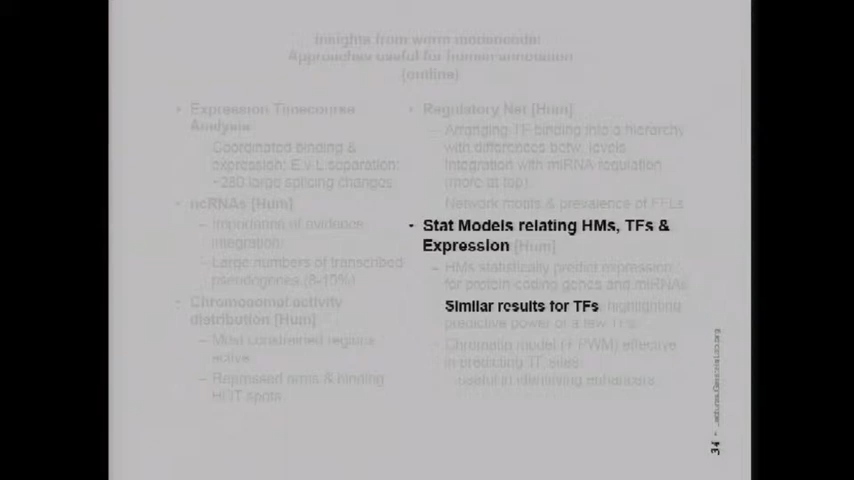 Insights from worm modencode:
Approaches useful for human annotation
(outline)
• Expression Timecourse
Analysis
Coordinated binding &
expression; E v L separation;
~280 large splicing changes
• ncRNAs [Hum]
– Importance of evidence
integration
– Large numbers of transcribed
pseudogenes (8-10%)
• Chromosomal activity
distribution [Hum]
– Most constrained regions
active
– Repressed arms & binding
HOT spots
• Regulatory Net [Hum]
– Arranging TF binding into a hierarchy
with differences betw. levels
Integration with miRNA regulation
(more at top)
Network motifs & prevalence of FFLs
• Stat Models relating HMs, TFs &
Expression [Hum]
– HMs statistically predict expression
for protein-coding genes and miRNAs
Similar results for TFs highlighting
predictive power of a few TFs
Chromatin model (+ PWM) effective
in predicting TF sites
useful in identifying enhancers
34 -